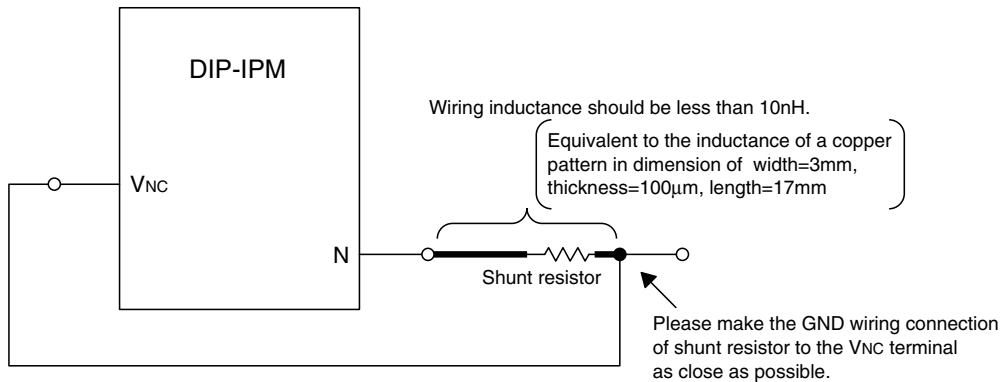 DIP-IPM
Wiring inductance should be less than 10nH.
Equivalent to the inductance of a copper
pattern in dimension of width=3mm,
thickness=100μm, length=17mm
VNC
N
Shunt resistor
Please make the GND wiring connection
of shunt resistor to the VNC terminal
as close as possible.